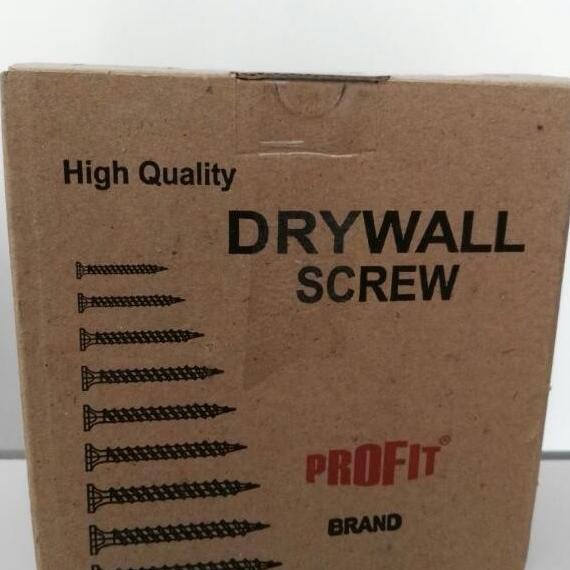 High Quality
DRYWALL
SCREW
PROFIT®
BRAND